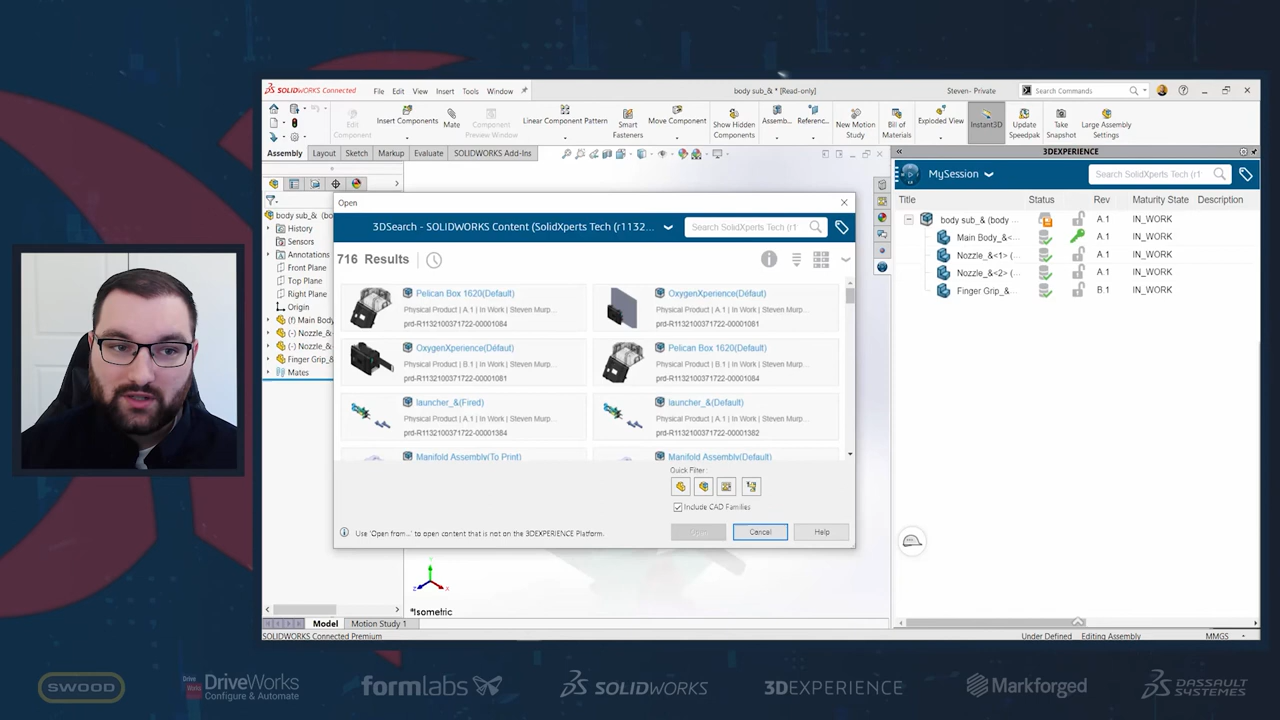 SOLIDWORKS CONNECTED
File Edit View Insert Tools Window
body sub_& * [Read-only]
Steven- Private
Search Commands
Edit Component
Insert Components
Mate
Component Preview Window
Linear Component Pattern
Smart Fasteners
Move Component
Show Hidden Components
Assemb...
Referenc...
New Motion Study
Bill of Materials
Exploded View
Instant3D
Update Speedpak
Take Snapshot
Large Assembly Settings
Assembly Layout Sketch Markup Evaluate SOLIDWORKS Add-Ins
body sub_& (bo
History
Sensors
Annotations
Front Plane
Top Plane
Right Plane
Origin
(f) Main Body
(-) Nozzle_&
(-) Nozzle_&
Finger Grip_&
Mates
Open
3DSearch - SOLIDWORKS Content (SolidXperts Tech (r1132...
Search SolidXperts Tech (r1
716 Results
Pelican Box 1620(Default)
Physical Product | A.1 | In Work | Steven Murp...
prd-R1132100371722-00001084
OxygenXperience(Défaut)
Physical Product | A.1 | In Work | Steven Murp...
prd-R1132100371722-00001081
OxygenXperience(Défaut)
Physical Product | B.1 | In Work | Steven Murp...
prd-R1132100371722-00001081
Pelican Box 1620(Default)
Physical Product | A.1 | In Work | Steven Murp...
prd-R1132100371722-00001084
launcher_&(Fired)
Physical Product | A.1 | In Work | Steven Murp...
prd-R1132100371722-00001384
launcher_&(Default)
Physical Product | A.1 | In Work | Steven Murp...
prd-R1132100371722-00001382
Manifold Assembly(To Print)
Manifold Assembly(Default)
Quick Filter:
Include CAD Families
Use 'Open from...' to open content that is not on the 3DEXPERIENCE Platform.
Open
Cancel
Help
*Isometric
Model
Motion Study 1
SOLIDWORKS Connected Premium
Under Defined
Editing Assembly
MMGS
3DEXPERIENCE
MySession
Search SolidXperts Tech (r1
Title Status Rev Maturity State Description
body sub_& (body ... A.1 IN_WORK
Main Body_&<... A.1 IN_WORK
Nozzle_&<1> (... A.1 IN_WORK
Nozzle_&<2> (... A.1 IN_WORK
Finger Grip_&... B.1 IN_WORK
SWOOD
DriveWorks
Configure & Automate
formlabs
SOLIDWORKS
3DEXPERIENCE
Markforged
DASSAULT SYSTEMES